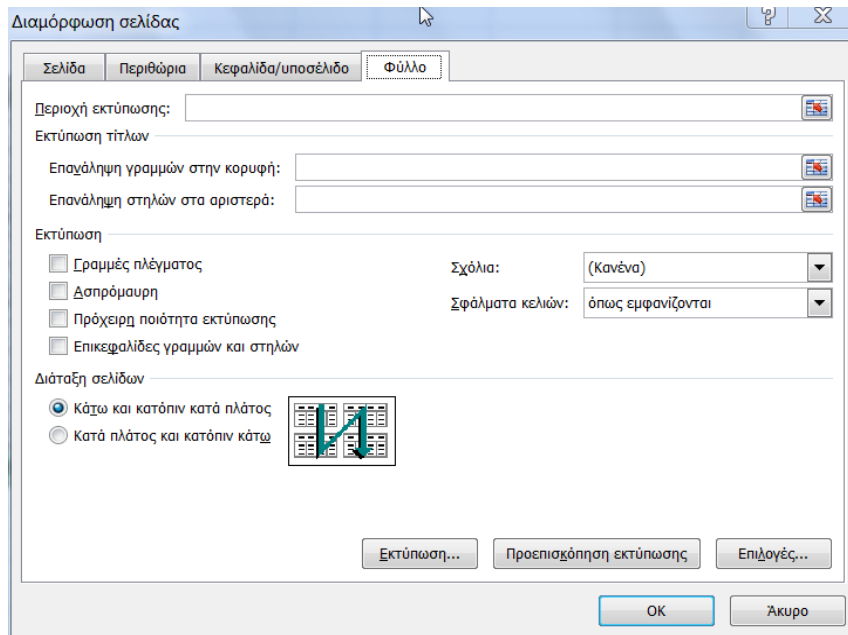 Διαμόρφωση σελίδας
Σελίδα Περιθώρια Κεφαλίδα/υποσέλιδο Φύλλο
Περιοχή εκτύπωσης:
Εκτύπωση τίτλων
Επανάληψη γραμμών στην κορυφή:
Επανάληψη στηλών στα αριστερά:
Εκτύπωση
Γραμμές πλέγματος
Σχόλια: (Κανένα)
Ασπρόμαυρη
Σφάλματα κελιών: όπως εμφανίζονται
Πρόχειρη ποιότητα εκτύπωσης
Επικεφαλίδες γραμμών και στηλών
Διάταξη σελίδων
Κάτω και κατόπιν κατά πλάτος
Κατά πλάτος και κατόπιν κάτω
Εκτύπωση... Προεπισκόπηση εκτύπωσης Επιλογές...
OK Άκυρο